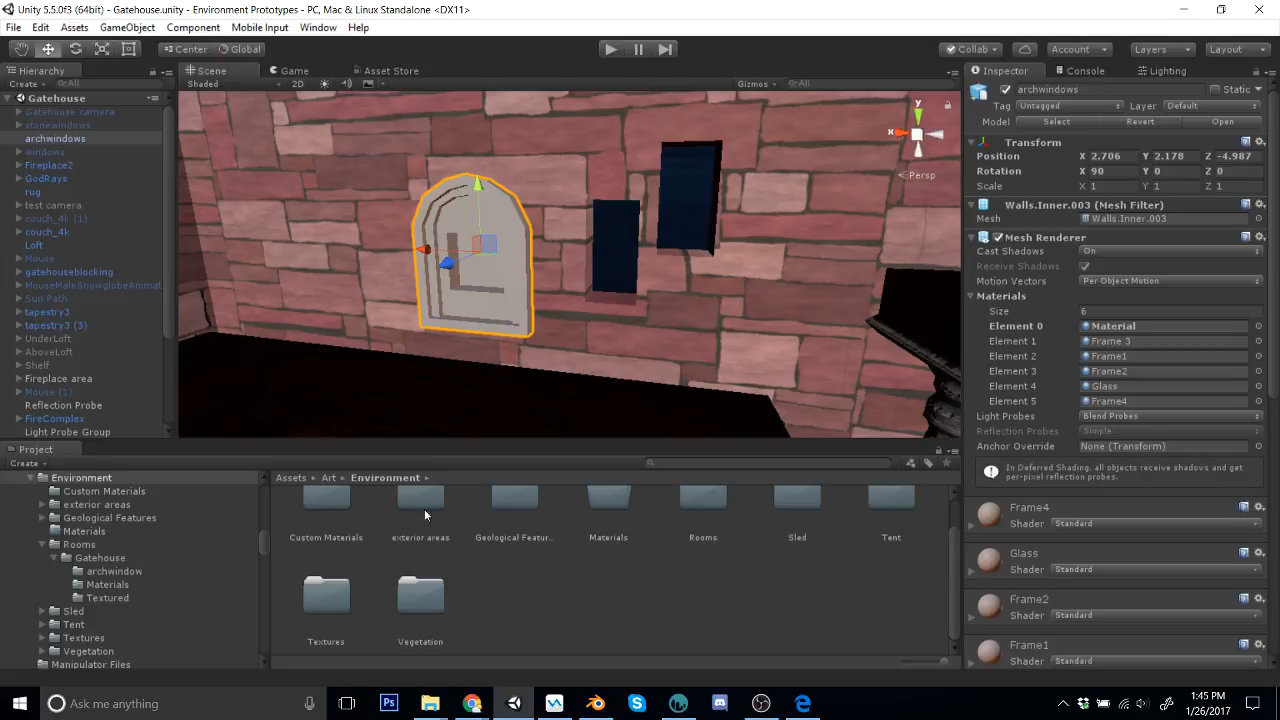 Unity 5.5.0f3 (64bit) - Gatehouse.unity - Environment Prototypes - PC, Mac & Linux Standalone <DX11>
File Edit Assets GameObject Component Mobile Input Window Help
Center Global Collab Account Layers Layout
Hierarchy
Create All
Gatehouse
Gatehouse camera
stonewindows
archwindows
windows
Fireplace2
GodRays
rug
test camera
couch_4k (1)
couch_4k
Loft
Mouse
gatehouseblocking
MouseMaleSnowglobeAnimat
Sun Path
tapestry3
tapestry3 (3)
UnderLoft
AboveLoft
Shelf
Fireplace area
Mouse (1)
Reflection Probe
FireComplex
Light Probe Group
Scene Game Asset Store
Shaded 2D Gizmos All
y
x
Persp
Inspector Console Lighting
archwindows Static
Tag Untagged Layer Default
Model Select Revert Open
Transform
Position X 2.706 Y 2.178 Z -4.987
Rotation X 90 Y 0 Z 0
Scale X 1 Y 1 Z 1
Walls.Inner.003 (Mesh Filter)
Mesh Walls.Inner.003
Mesh Renderer
Cast Shadows On
Receive Shadows
Motion Vectors Per Object Motion
Materials
Size 6
Element 0 Material
Element 1 Frame 3
Element 2 Frame1
Element 3 Frame2
Element 4 Glass
Element 5 Frame4
Light Probes Blend Probes
Reflection Probes Simple
Anchor Override None (Transform)
In Deferred Shading, all objects receive shadows and get
per-pixel reflection probes.
Frame4
Shader Standard
Glass
Shader Standard
Frame2
Shader Standard
Frame1
Shader Standard
Project
Create
Environment
Custom Materials
exterior areas
Geological Features
Materials
Rooms
Gatehouse
archwindow
Materials
Textured
Sled
Tent
Textures
Vegetation
Manipulator Files
Assets Art Environment
Custom Materials exterior areas Geological Featur... Materials Rooms Sled Tent
Textures Vegetation
Ask me anything
Ps
1:45 PM
1/26/2017